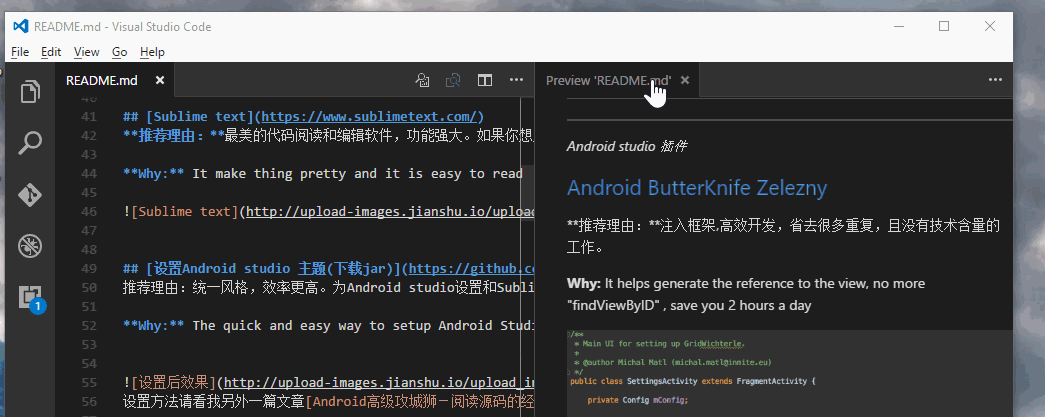 README.md - Visual Studio Code
File Edit View Go Help
README.md
Preview 'README.md'
41 ## [Sublime text](https://www.sublimetext.com/)
42 **推荐理由：**最美的代码阅读和编辑软件，功能强大。如果你想
43
44 **Why:** It make thing pretty and it is easy to read
45
46 ![Sublime text](http://upload-images.jianshu.io/upload
47
48
49 ## [设置Android studio 主题(下载jar)](https://github.co
50 推荐理由：统一风格，效率更高。为Android studio设置和Subli
51
52 **Why:** The quick and easy way to setup Android Studi
53
54
55 ![设置后效果](http://upload-images.jianshu.io/upload_im
56 设置方法请看我另外一篇文章[Android高级攻城狮－阅读源码的经
1
Android studio 插件
Android ButterKnife Zelezny
**推荐理由：**注入框架,高效开发，省去很多重复，且没有技术含量的
工作。
Why: It helps generate the reference to the view, no more
"findViewByID" , save you 2 hours a day
/**
* Main UI for setting up GridWichterle.
*
* @author Michal Matl (michal.matl@inmite.eu)
*/
public class SettingsActivity extends FragmentActivity {
private Config mConfig;